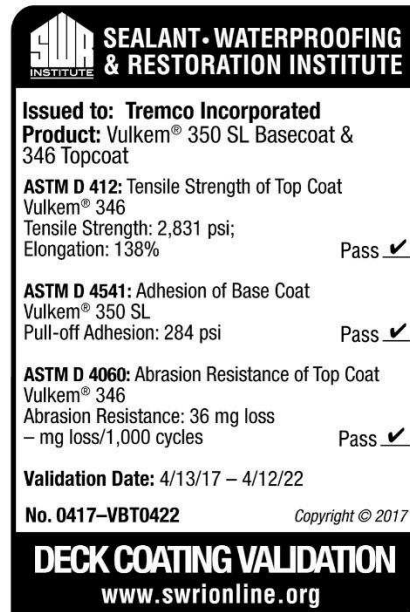 SWR
INSTITUTE
SEALANT • WATERPROOFING
& RESTORATION INSTITUTE
Issued to: Tremco Incorporated
Product: Vulkem® 350 SL Basecoat &
346 Topcoat
ASTM D 412: Tensile Strength of Top Coat
Vulkem® 346
Tensile Strength: 2,831 psi;
Elongation: 138%
Pass ✔
ASTM D 4541: Adhesion of Base Coat
Vulkem® 350 SL
Pull-off Adhesion: 284 psi
Pass ✔
ASTM D 4060: Abrasion Resistance of Top Coat
Vulkem® 346
Abrasion Resistance: 36 mg loss
– mg loss/1,000 cycles
Pass ✔
Validation Date: 4/13/17 – 4/12/22
No. 0417–VBT0422
Copyright © 2017
DECK COATING VALIDATION
www.swrionline.org